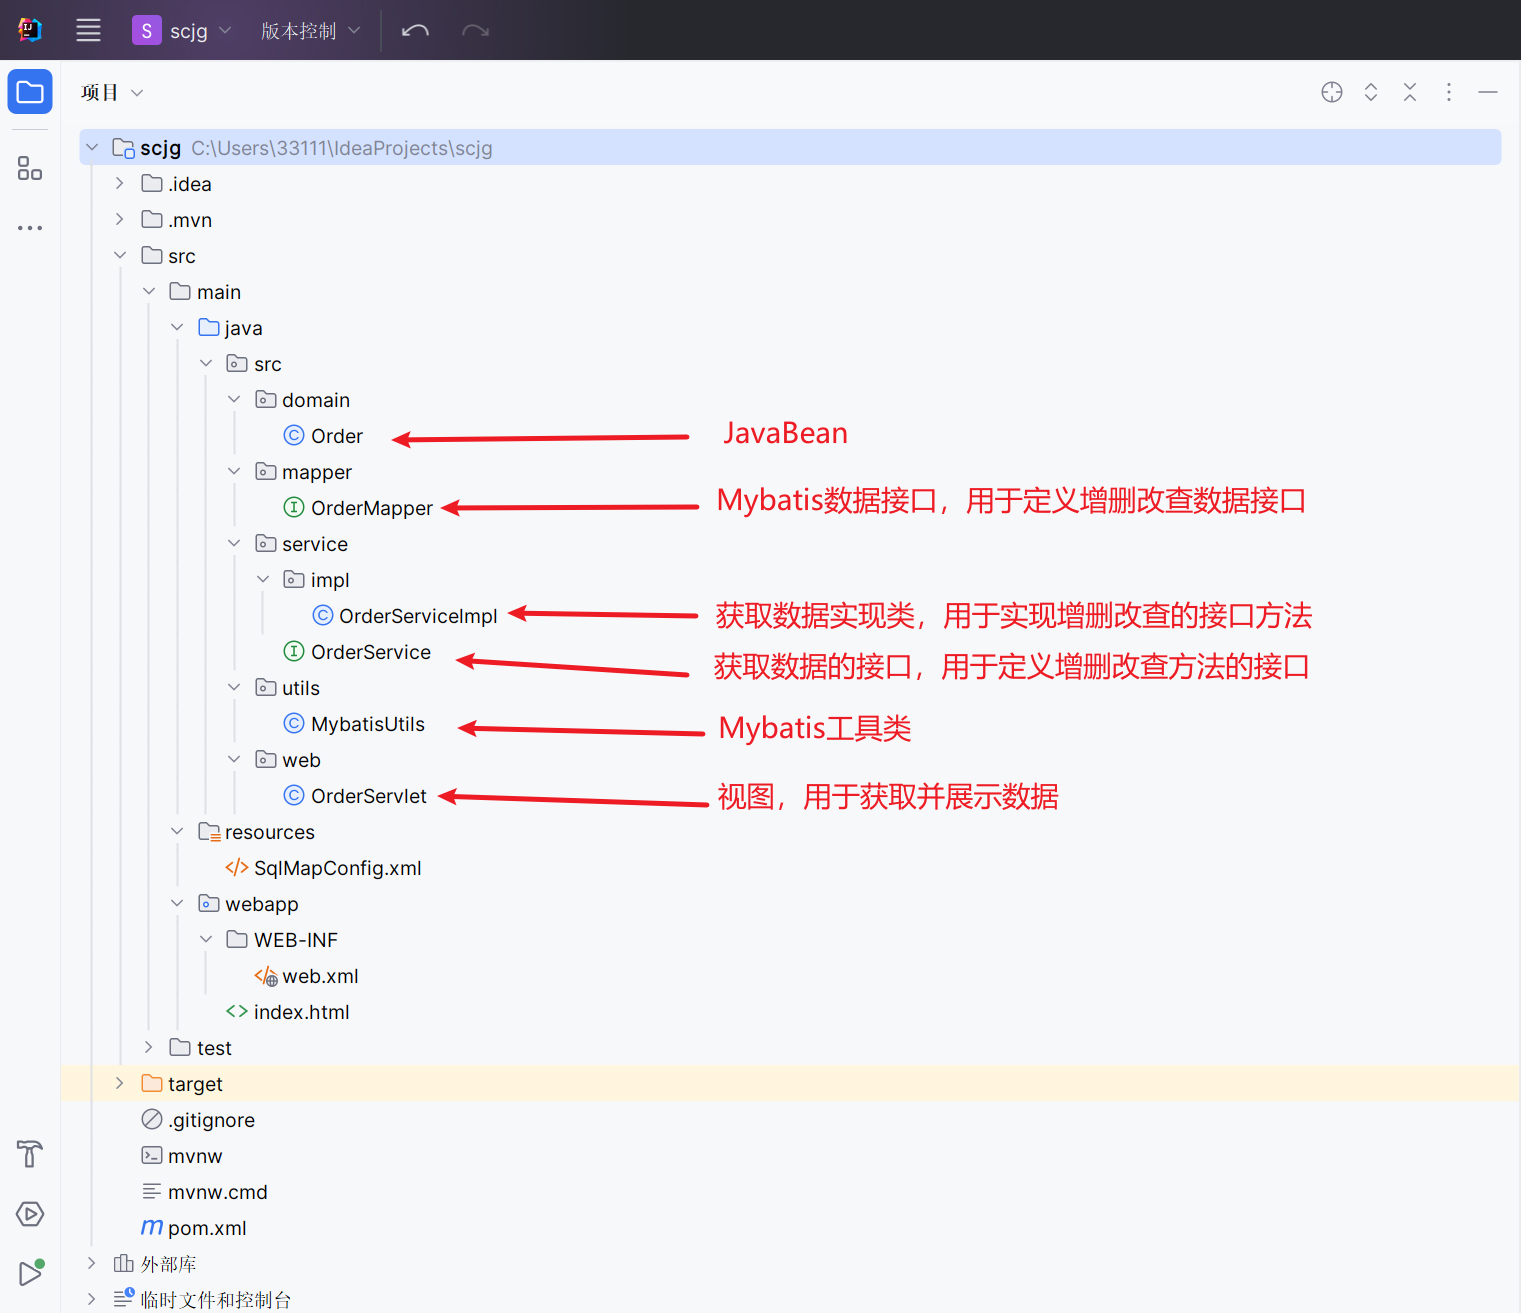 S scjg 版本控制
项目
scjg C:\Users\33111\IdeaProjects\scjg
.idea
.mvn
src
main
java
src
domain
Order JavaBean
mapper
OrderMapper Mybatis数据接口，用于定义增删改查数据接口
service
impl
OrderServiceImpl 获取数据实现类，用于实现增删改查的接口方法
OrderService 获取数据的接口，用于定义增删改查方法的接口
utils
MybatisUtils Mybatis工具类
web
OrderServlet 视图，用于获取并展示数据
resources
SqlMapConfig.xml
webapp
WEB-INF
web.xml
index.html
test
target
.gitignore
mvnw
mvnw.cmd
pom.xml
外部库
临时文件和控制台